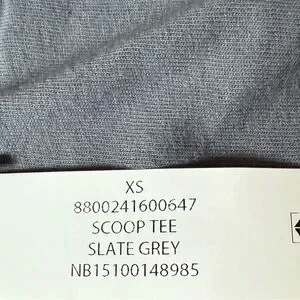 XS
8800241600647
SCOOP TEE
SLATE GREY
NB15100148985